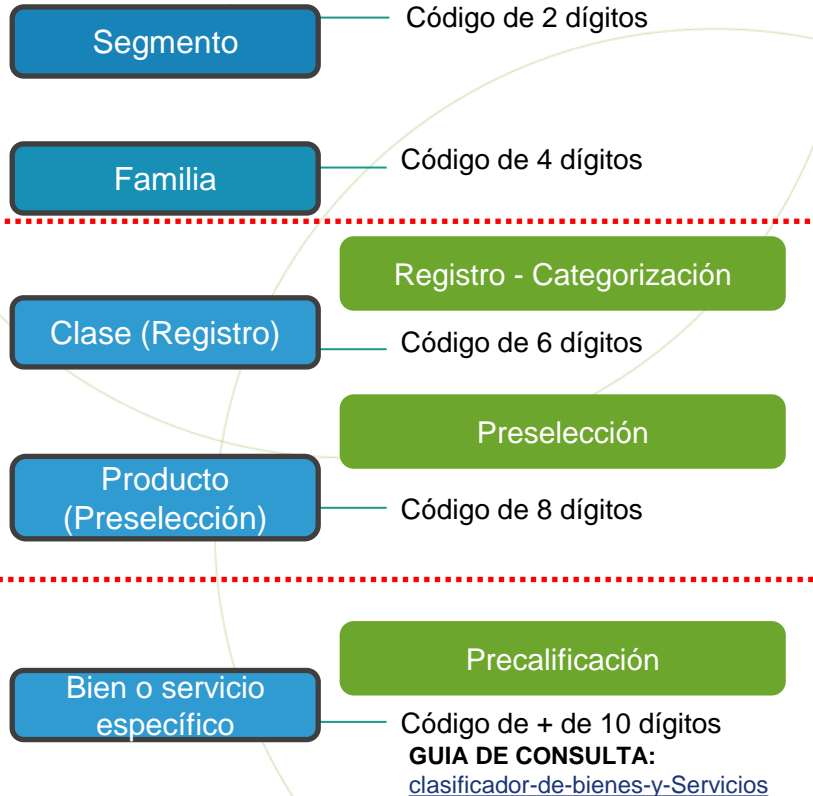 Segmento
Código de 2 dígitos
Familia
Código de 4 dígitos
Registro - Categorización
Clase (Registro)
Código de 6 dígitos
Preselección
Producto
(Preselección)
Código de 8 dígitos
Precalificación
Bien o servicio
específico
Código de + de 10 dígitos
GUIA DE CONSULTA:
clasificador-de-bienes-y-Servicios